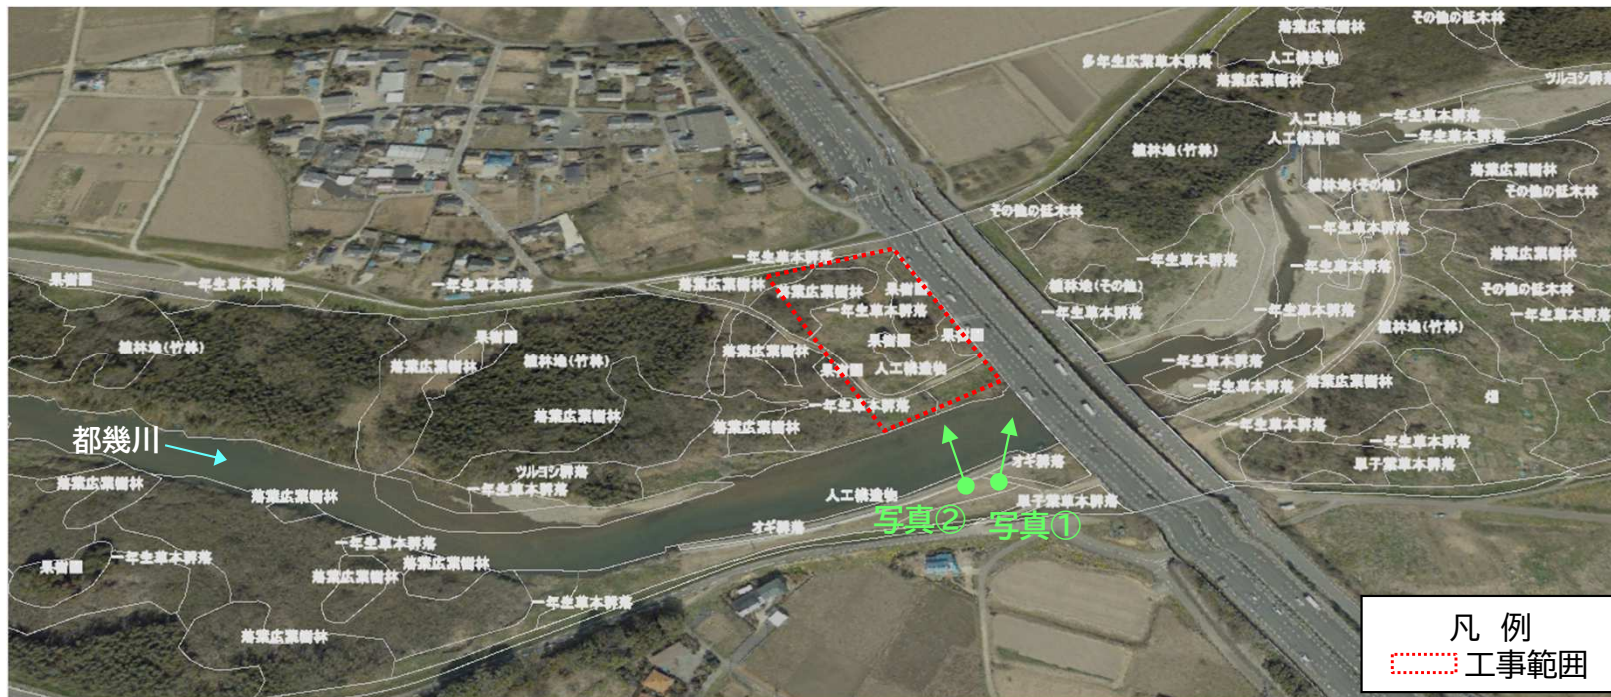 その他の低木林
落葉広葉樹林
人工構造物
多年生広葉草本群落
落葉広葉樹林
ツルヨシ群落
一年生草本群落
人工構造物
一年生草本群落
人工構造物
植林地(竹林)
落葉広葉樹林
植林地(その他)
その他の低木林
その他の低木林
一年生草本群落
一年生草本群落
落葉広葉樹林
一年生草本群落
一年生草本群落
果樹園
一年生草本群落
一年生草本群落
落葉広葉樹林
落葉広葉樹林
果樹園
植林地(その他)
その他の低木林
一年生草本群落
一年生草本群落
一年生草本群落
一年生草本群落
植林地(竹林)
果樹園
果樹園
果樹園
植林地(竹林)
落葉広葉樹林
植林地(竹林)
落葉広葉樹林
果樹園
人工構造物
一年生草本群落
一年生草本群落
落葉広葉樹林
畑
一年生草本群落
落葉広葉樹林
落葉広葉樹林
一年生草本群落
一年生草本群落
単子葉草本群落
都幾川
ツルヨシ群落
一年生草本群落
オギ群落
落葉広葉樹林
落葉広葉樹林
人工構造物
単子葉草本群落
写真②
写真①
オギ群落
一年生草本群落
一年生草本群落
果樹園
落葉広葉樹林
落葉広葉樹林
一年生草本群落
落葉広葉樹林
凡 例
工事範囲